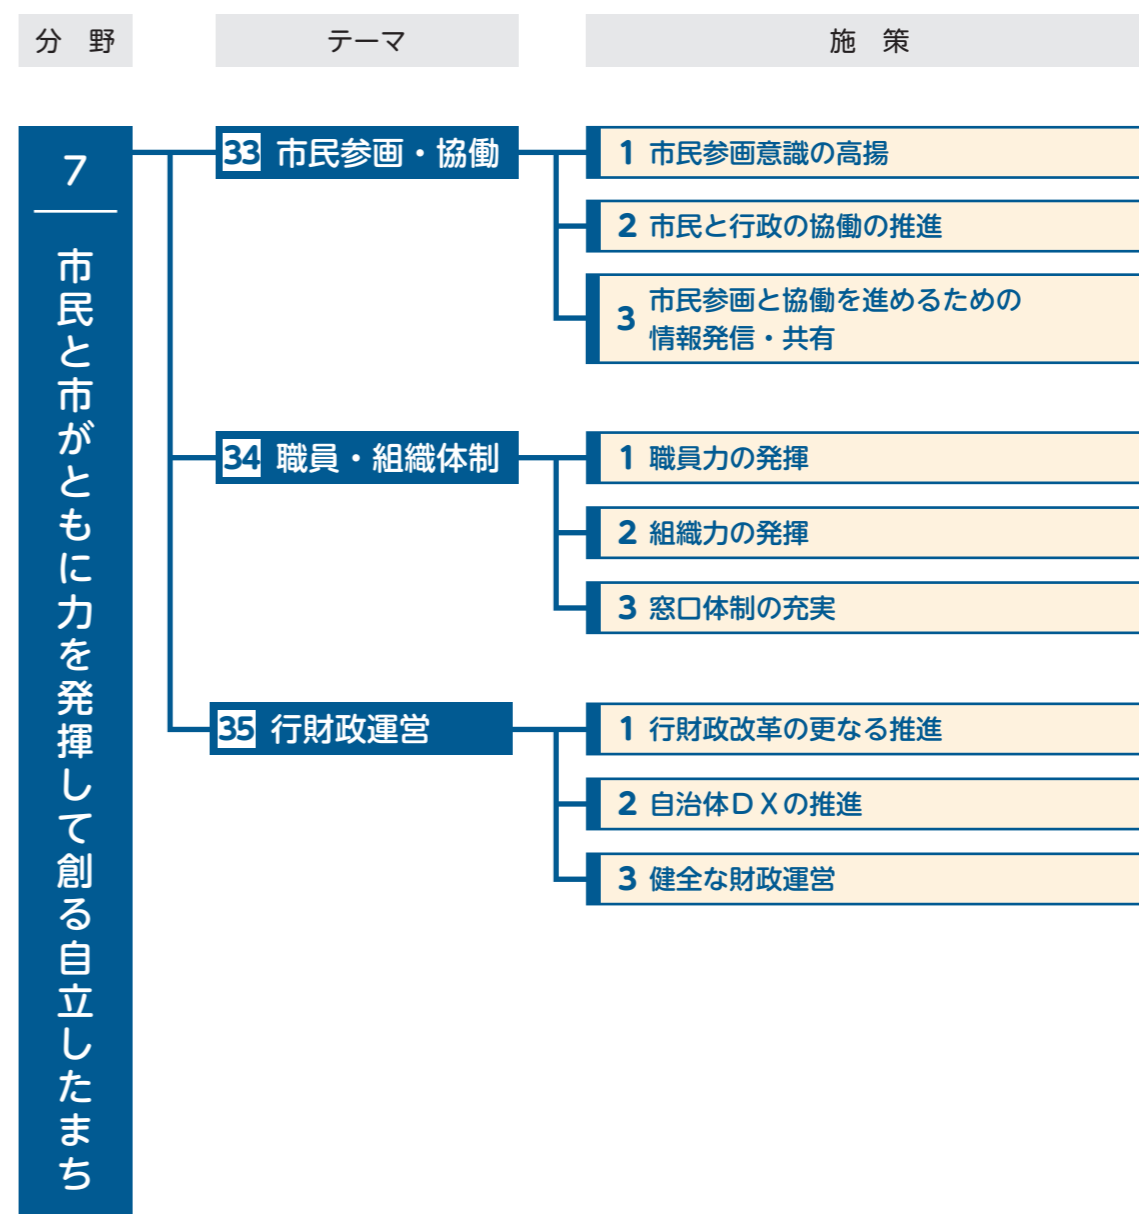 分　野
テーマ
施　策
7
市民と市がともに力を発揮して創る自立したまち
33 市民参画・協働
1 市民参画意識の高揚
2 市民と行政の協働の推進
3 市民参画と協働を進めるための
情報発信・共有
34 職員・組織体制
1 職員力の発揮
2 組織力の発揮
3 窓口体制の充実
35 行財政運営
1 行財政改革の更なる推進
2 自治体ＤＸの推進
3 健全な財政運営